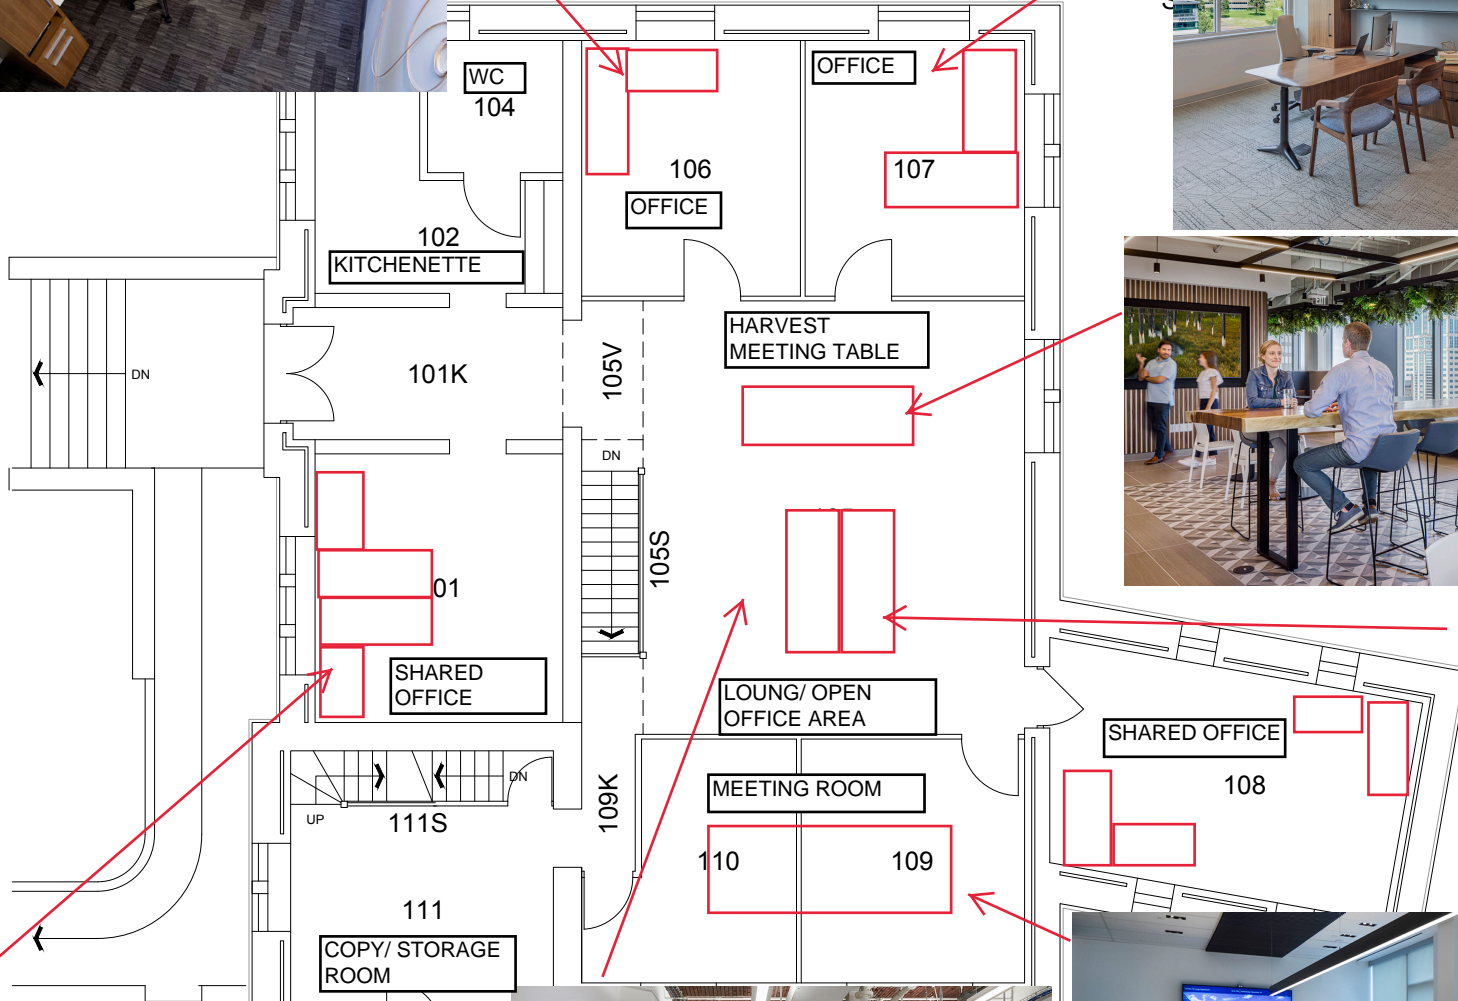 WC
104
OFFICE
106
OFFICE
107
102
KITCHENETTE
HARVEST
MEETING TABLE
105V
101K
DN
DN
105S
01
SHARED
OFFICE
LOUNG/ OPEN
OFFICE AREA
SHARED OFFICE
108
DN
UP
111S
109K
MEETING ROOM
110
109
111
COPY/ STORAGE
ROOM